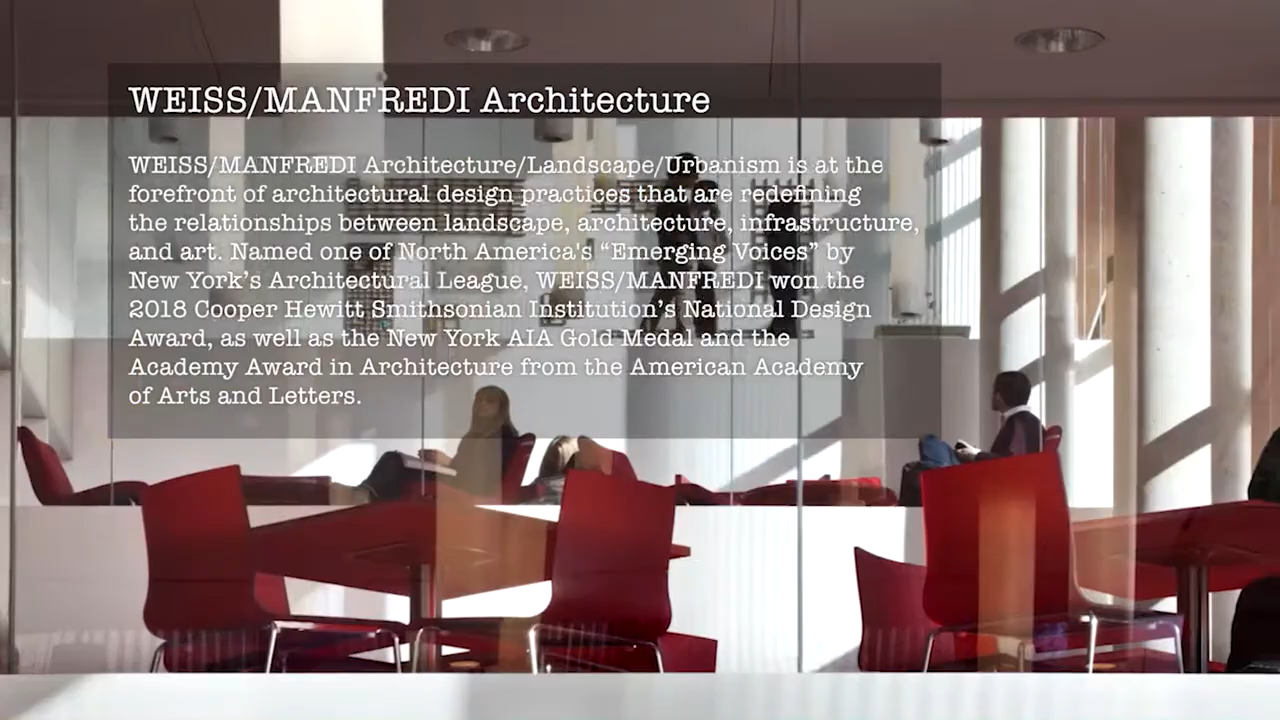 WEISS/MANFREDI Architecture
WEISS/MANFREDI Architecture/Landscape/Urbanism is at the
forefront of architectural design practices that are redefining
the relationships between landscape, architecture, infrastructure,
and art. Named one of North America's “Emerging Voices” by
New York’s Architectural League, WEISS/MANFREDI won the
2018 Cooper Hewitt Smithsonian Institution’s National Design
Award, as well as the New York AIA Gold Medal and the
Academy Award in Architecture from the American Academy
of Arts and Letters.